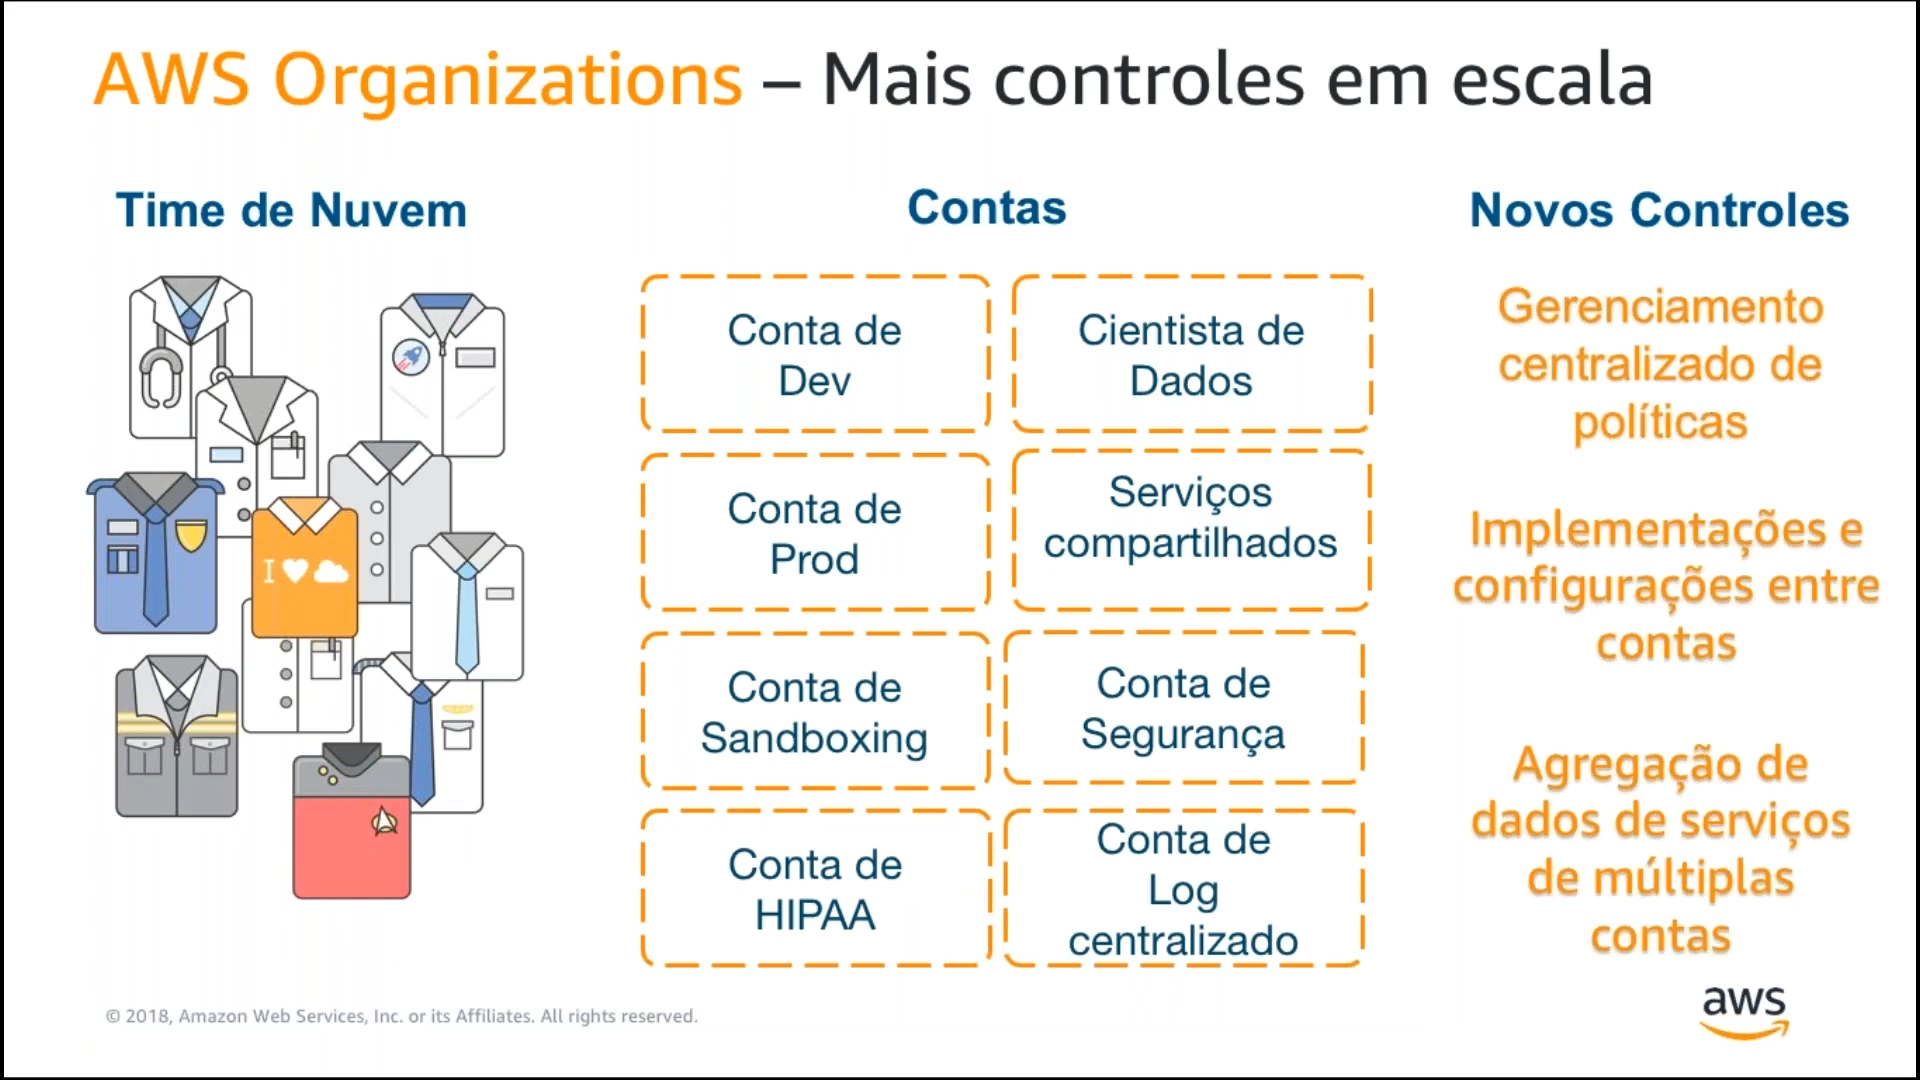 AWS Organizations – Mais controles em escala
Time de Nuvem
I
Contas
Conta de
Dev
Cientista de
Dados
Conta de
Prod
Serviços
compartilhados
Conta de
Sandboxing
Conta de
Segurança
Conta de
HIPAA
Conta de
Log
centralizado
Novos Controles
Gerenciamento
centralizado de
políticas
Implementações e
configurações entre
contas
Agregação de
dados de serviços
de múltiplas
contas
© 2018, Amazon Web Services, Inc. or its Affiliates. All rights reserved.
aws